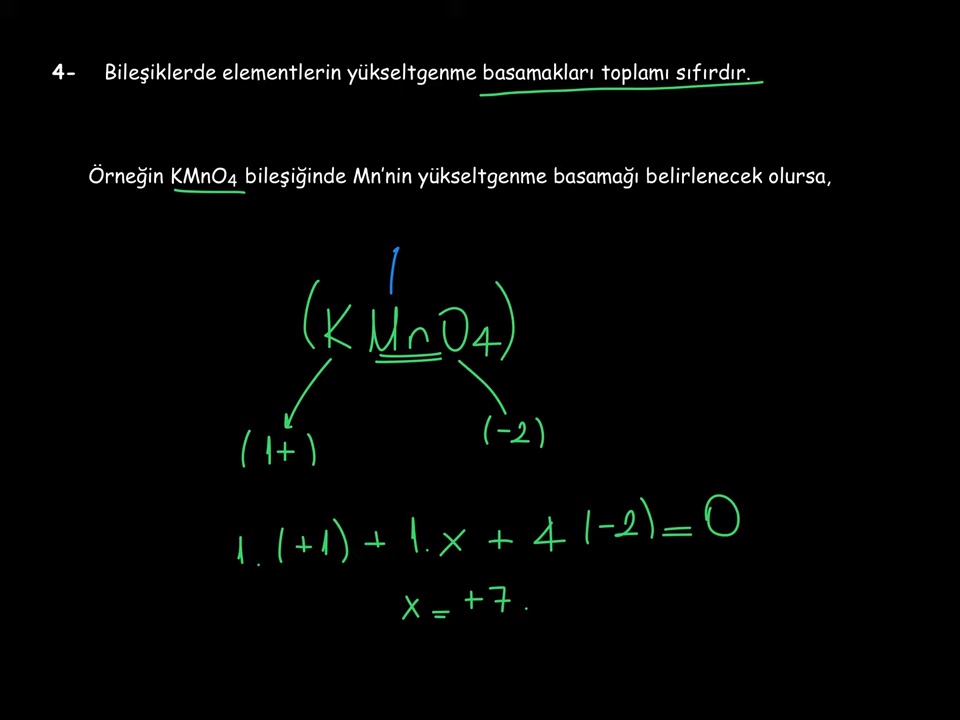 4- Bileşiklerde elementlerin yükseltgenme basamakları toplamı sıfırdır.
Örneğin KMnO₄ bileşiğinde Mn’nin yükseltgenme basamağı belirlenecek olursa,
(K MnO4)
(1+) (-2)
1. (+1) + 1. x + 4 (-2) = 0
x = +7.